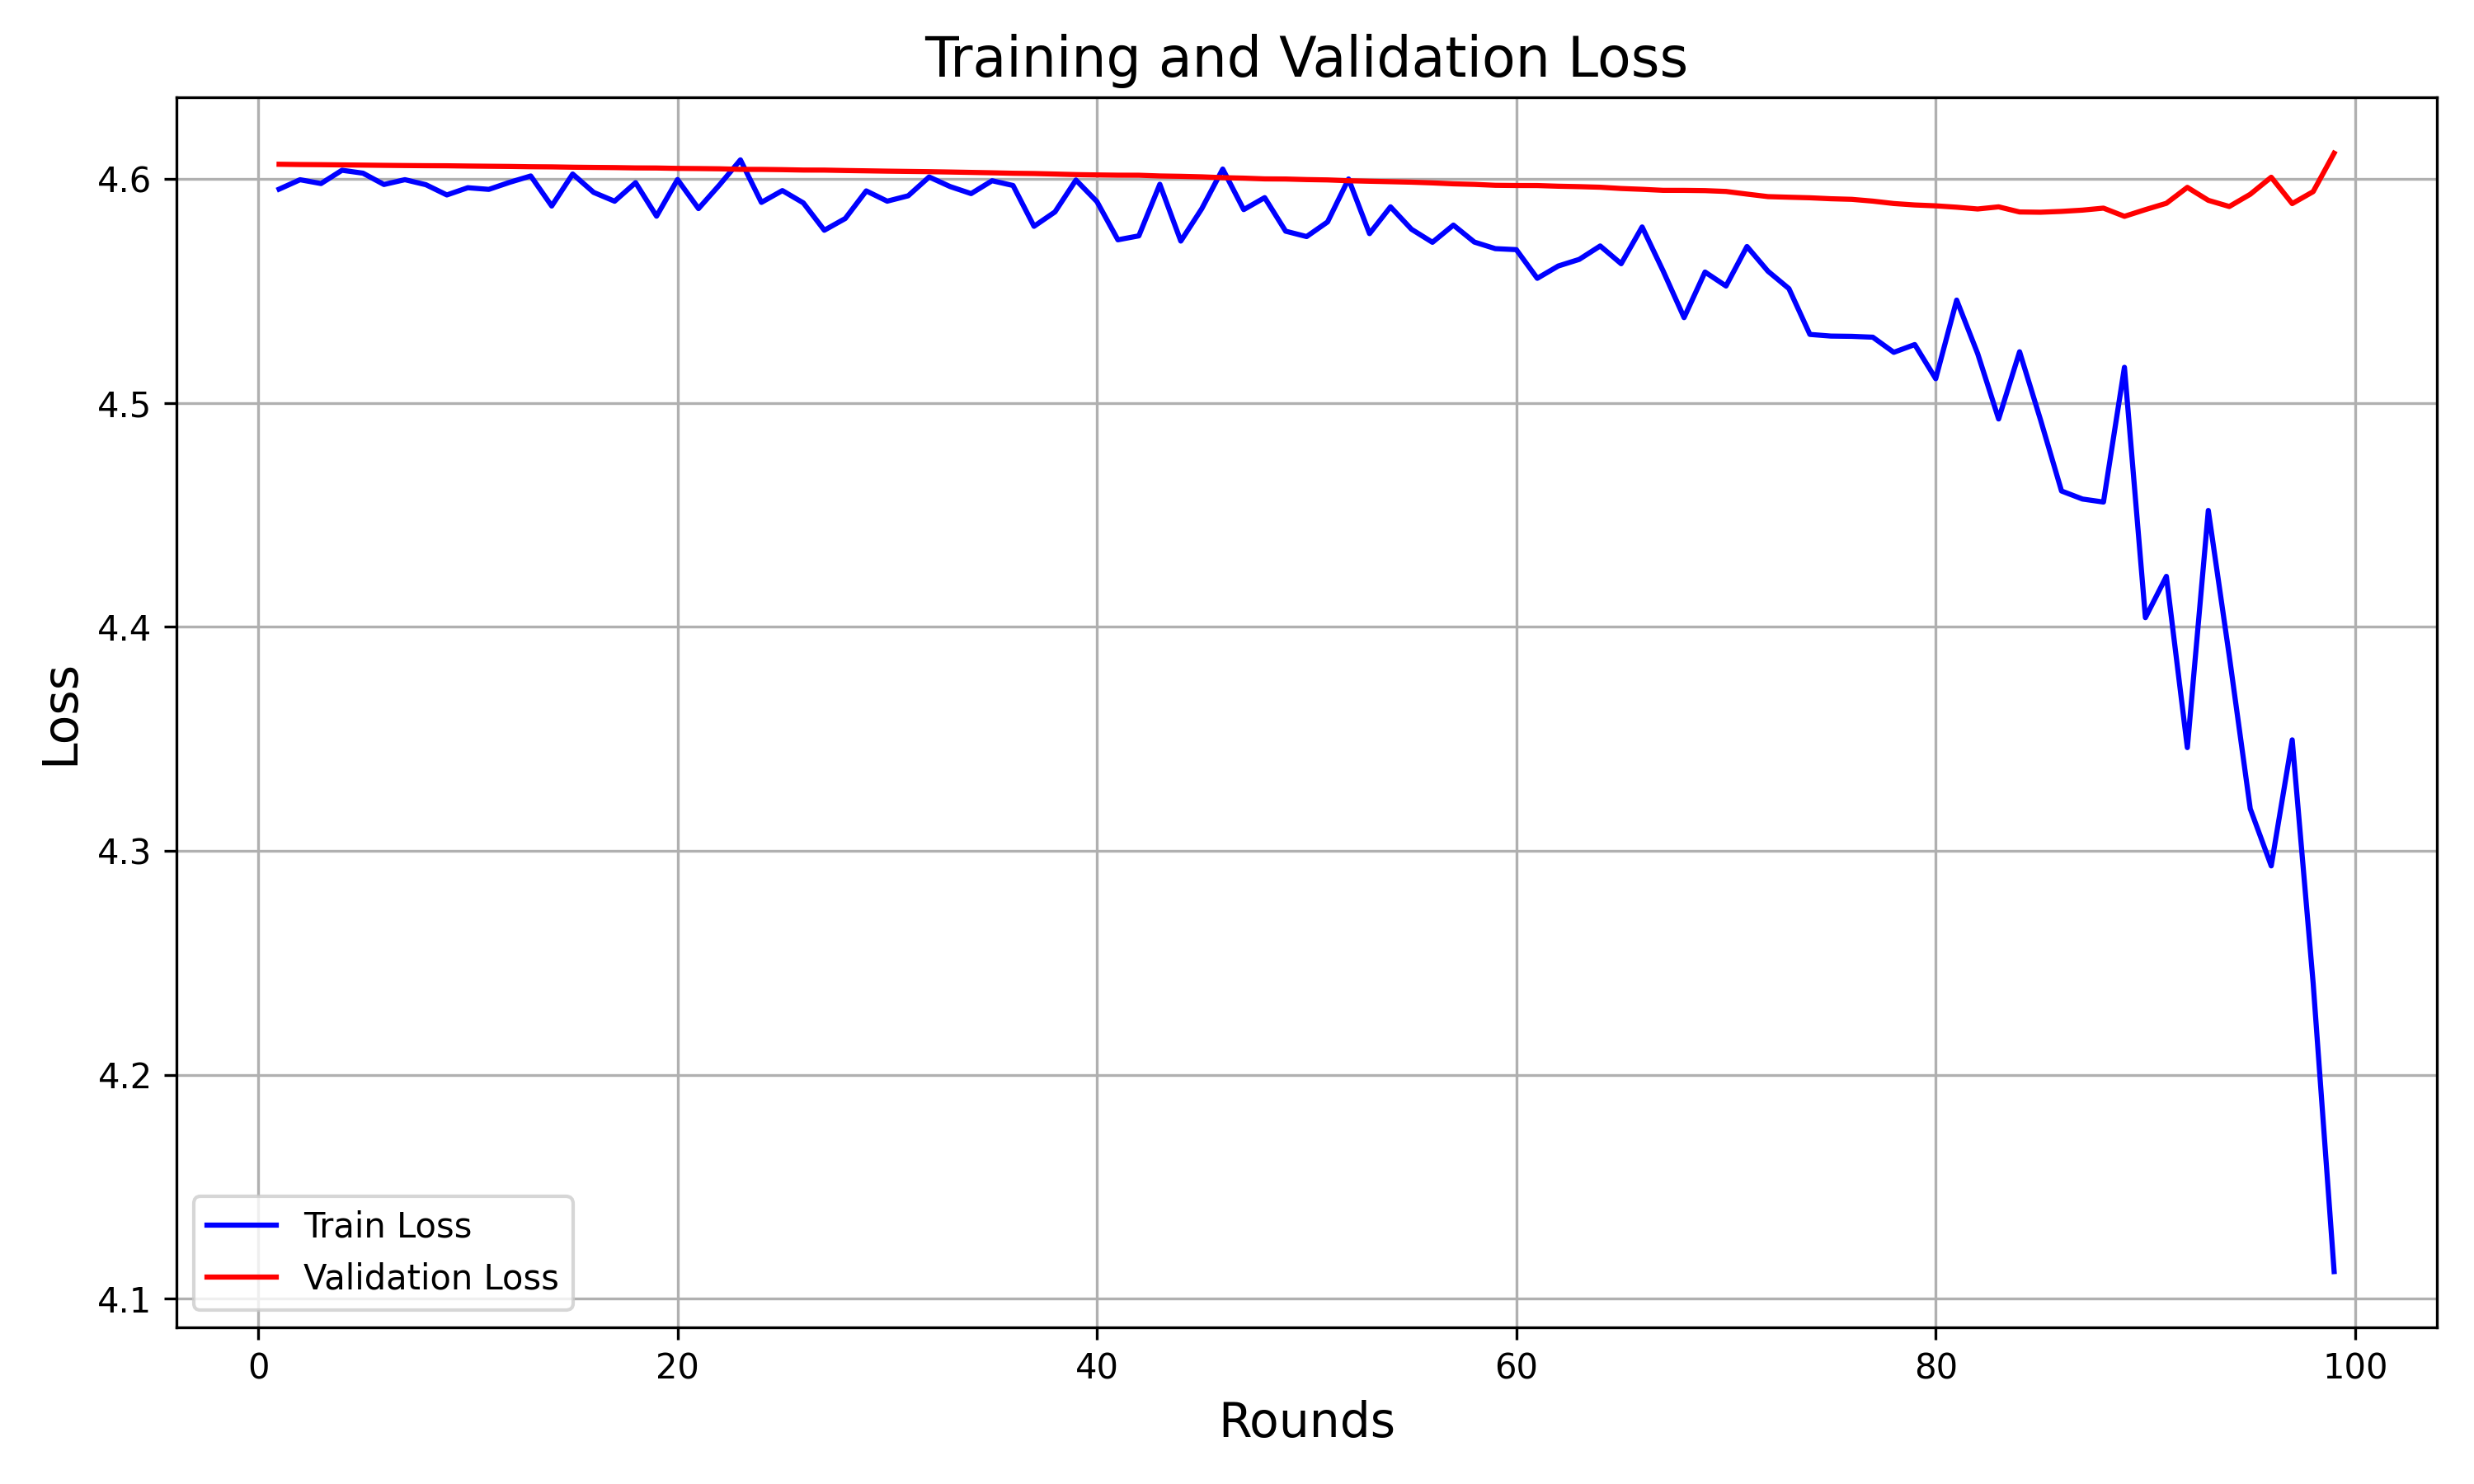 Training and Validation Loss
4.6
4.5
4.4
4.3
4.2
4.1
Loss
Train Loss
Validation Loss
0 20 40 60 80 100
Rounds